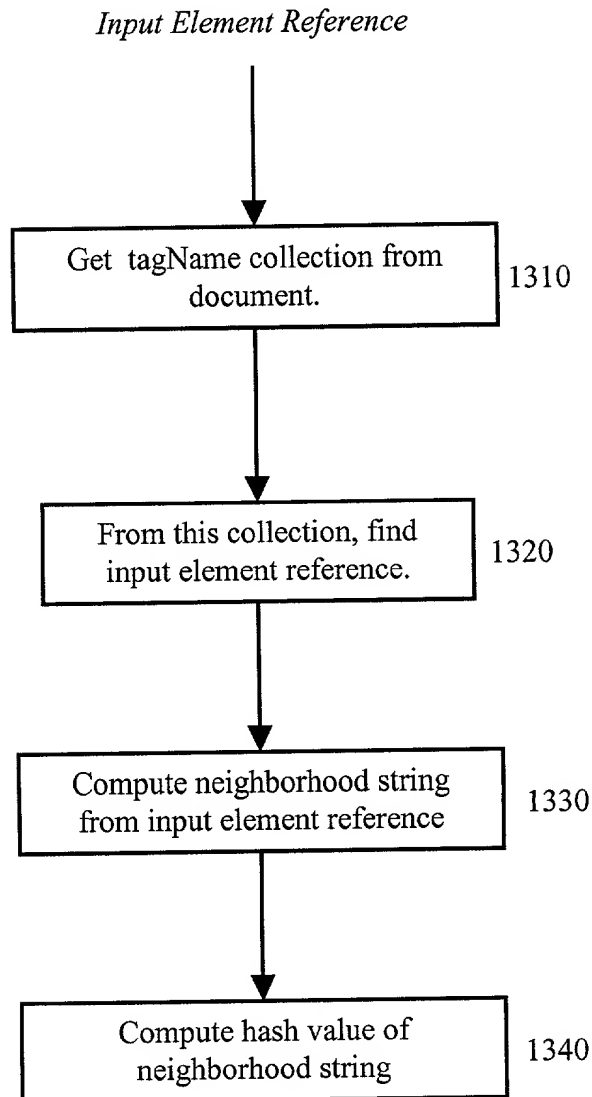 Input Element Reference
Get tagName collection from
document.
1310
From this collection, find
input element reference.
1320
Compute neighborhood string
from input element reference
1330
Compute hash value of
neighborhood string
1340